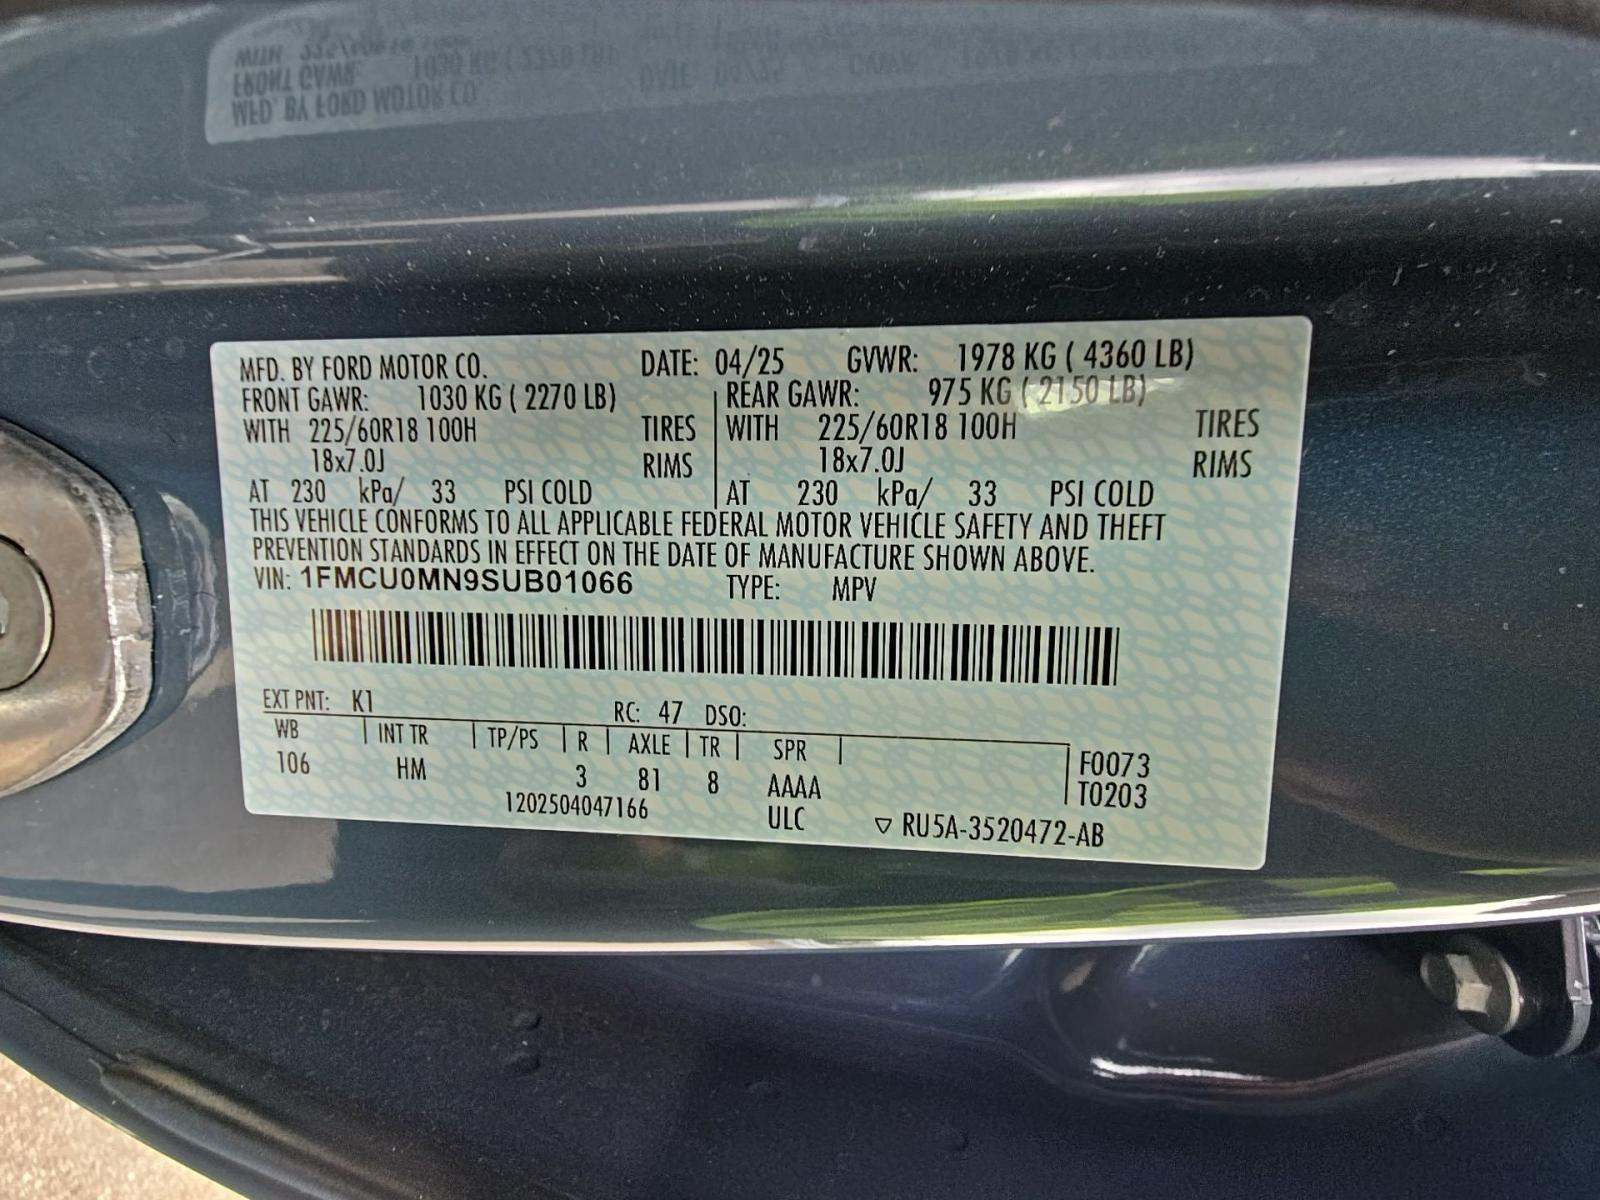 MFD. BY FORD MOTOR CO. DATE: 04/25 GVWR: 1978 KG ( 4360 LB)
FRONT GAWR: 1030 KG ( 2270 LB) REAR GAWR: 975 KG ( 2150 LB)
WITH 225/60R18 100H TIRES WITH 225/60R18 100H TIRES
18x7.0J RIMS 18x7.0J RIMS
AT 230 kPa/ 33 PSI COLD AT 230 kPa/ 33 PSI COLD
THIS VEHICLE CONFORMS TO ALL APPLICABLE FEDERAL MOTOR VEHICLE SAFETY AND THEFT
PREVENTION STANDARDS IN EFFECT ON THE DATE OF MANUFACTURE SHOWN ABOVE.
VIN: 1FMCU0MN9SUB01066 TYPE: MPV
EXT PNT: K1 RC: 47 DSO:
WB INT TR TP/PS R AXLE TR SPR F0073
106 HM 3 81 8 AAAA T0203
1202504047166 ULC ▽ RU5A-3520472-AB